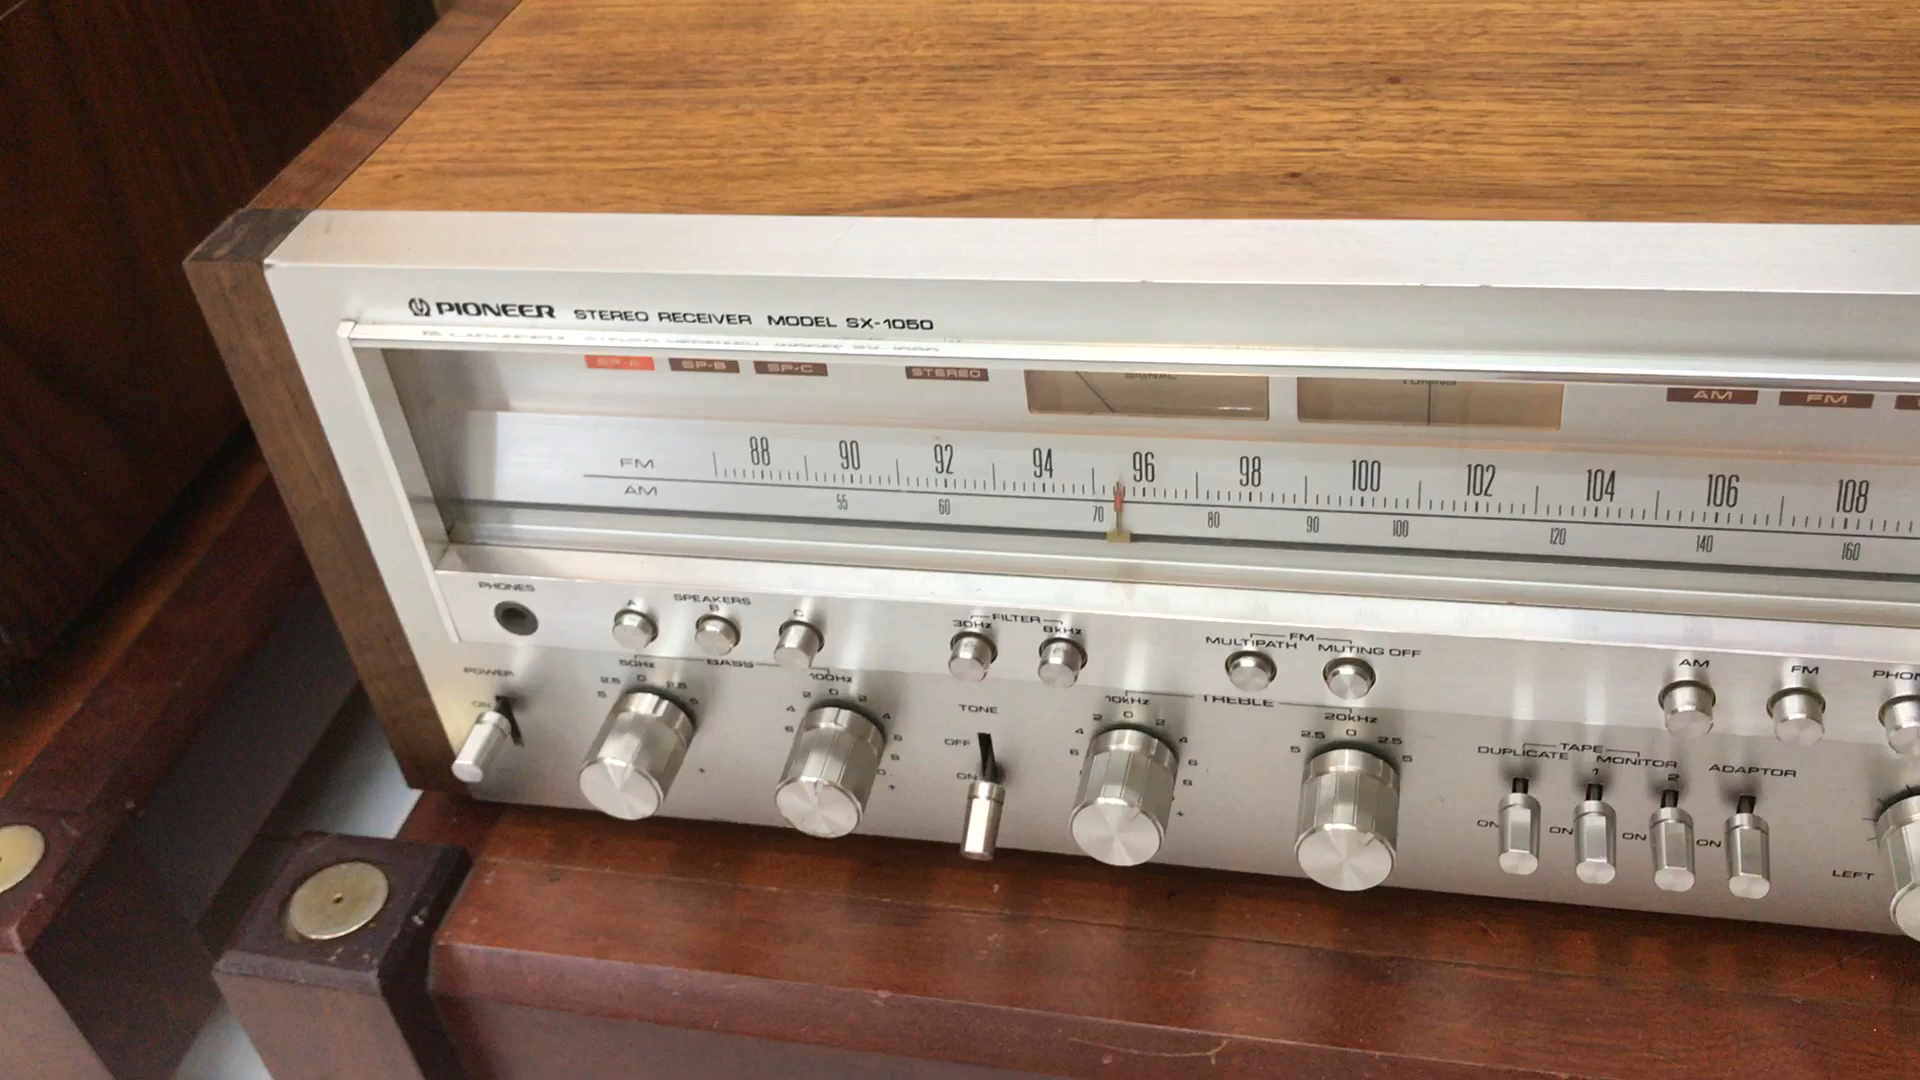 PIONEER STEREO RECEIVER MODEL SX-1050
SP-A SP-B SP-C STEREO SIGNAL TUNING AM FM
FM 88 90 92 94 96 98 100 102 104 106 108
AM 55 60 70 80 90 100 120 140 160
PHONES A SPEAKERS B C FILTER 30Hz 8kHz FM MULTIPATH MUTING OFF AM FM
POWER ON
50Hz BASS 100Hz
5 2.5 0 2.5 5
6 4 2 0 2 4 6 8
TONE OFF ON
10kHz TREBLE 20kHz
6 4 2 0 2 4 6 8 +
5 2.5 0 2.5 5
TAPE DUPLICATE MONITOR 1 2 ADAPTOR
ON ON ON ON
LEFT